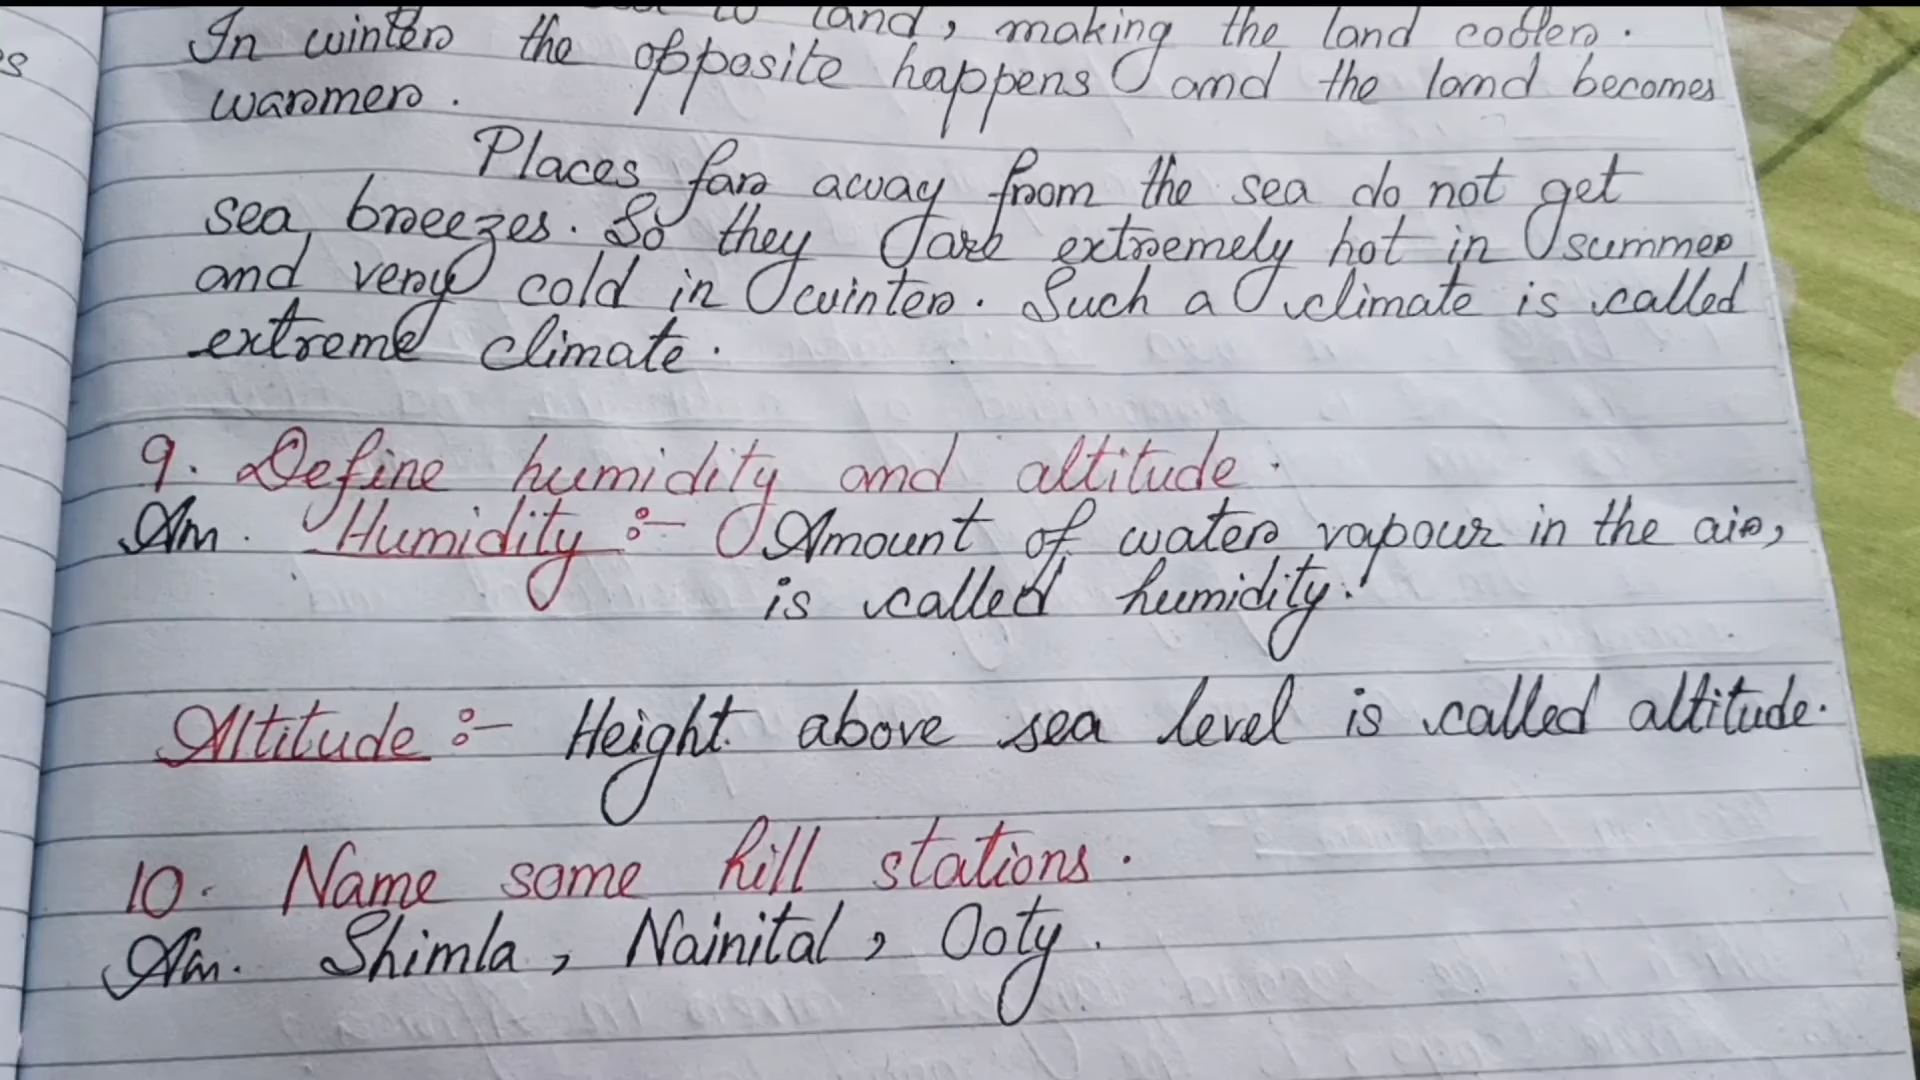 to land, making the land cooler.
In winter the opposite happens and the land becomes
warmer.
Places far away from the sea do not get
sea breezes. So they are extremely hot in summer
and very cold in winter. Such a climate is called
extreme climate.
9. Define humidity and altitude.
Ans. Humidity :- Amount of water vapour in the air,
is called humidity.
Altitude :- Height above sea level is called altitude.
10. Name some hill stations.
Ans. Shimla, Nainital, Ooty.